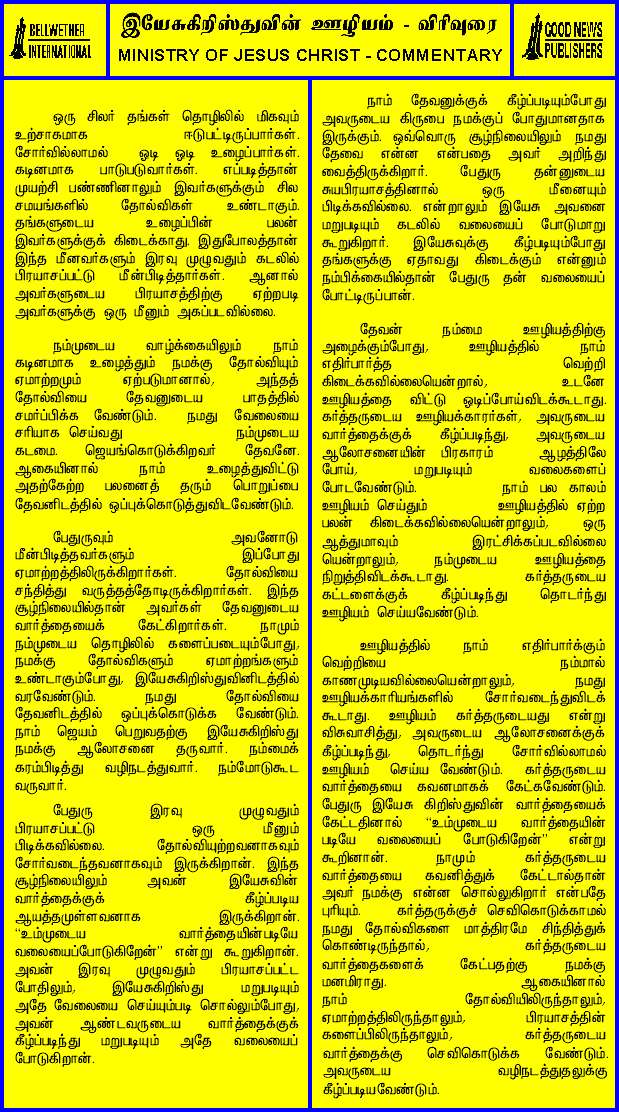 BELLWETHER
INTERNATIONAL
இயேசுகிறிஸ்துவின் ஊழியம் - விரிவுரை
MINISTRY OF JESUS CHRIST - COMMENTARY
GOOD NEWS
PUBLISHERS
ஒரு சிலர் தங்கள் தொழிலில் மிகவும்
உற்சாகமாக ஈடுபட்டிருப்பார்கள்.
சோர்வில்லாமல் ஓடி ஓடி உழைப்பார்கள்.
கடினமாக பாடுபடுவார்கள். எப்படித்தான்
முயற்சி பண்ணினாலும் இவர்களுக்கும் சில
சமயங்களில் தோல்விகள் உண்டாகும்.
தங்களுடைய உழைப்பின் பலன்
இவர்களுக்குக் கிடைக்காது. இதுபோலத்தான்
இந்த மீனவர்களும் இரவு முழுவதும் கடலில்
பிரயாசப்பட்டு மீன்பிடித்தார்கள். ஆனால்
அவர்களுடைய பிரயாசத்திற்கு ஏற்றபடி
அவர்களுக்கு ஒரு மீனும் அகப்படவில்லை.
நம்முடைய வாழ்க்கையிலும் நாம்
கடினமாக உழைத்தும் நமக்கு தோல்வியும்
ஏமாற்றமும் ஏற்படுமானால், அந்தத்
தோல்வியை தேவனுடைய பாதத்தில்
சமர்ப்பிக்க வேண்டும். நமது வேலையை
சரியாக செய்வது நம்முடைய
கடமை. ஜெயங்கொடுக்கிறவர் தேவனே.
ஆகையினால் நாம் உழைத்துவிட்டு
அதற்கேற்ற பலனைத் தரும் பொறுப்பை
தேவனிடத்தில் ஒப்புக்கொடுத்துவிடவேண்டும்.
பேதுருவும் அவனோடு
மீன்பிடித்தவர்களும் இப்போது
ஏமாற்றத்திலிருக்கிறார்கள். தோல்வியை
சந்தித்து வருத்தத்தோடிருக்கிறார்கள். இந்த
சூழ்நிலையில்தான் அவர்கள் தேவனுடைய
வார்த்தையைக் கேட்கிறார்கள். நாமும்
நம்முடைய தொழிலில் களைப்படையும்போது,
நமக்கு தோல்விகளும் ஏமாற்றங்களும்
உண்டாகும்போது, இயேசுகிறிஸ்துவினிடத்தில்
வரவேண்டும். நமது தோல்வியை
தேவனிடத்தில் ஒப்புக்கொடுக்க வேண்டும்.
நாம் ஜெயம் பெறுவதற்கு இயேசுகிறிஸ்து
நமக்கு ஆலோசனை தருவார். நம்மைக்
கரம்பிடித்து வழிநடத்துவார். நம்மோடுகூட
வருவார்.
பேதுரு இரவு முழுவதும்
பிரயாசப்பட்டு ஒரு மீனும்
பிடிக்கவில்லை. தோல்வியுற்றவனாகவும்
சோர்வடைந்தவனாகவும் இருக்கிறான். இந்த
சூழ்நிலையிலும் அவன் இயேசுவின்
வார்த்தைக்குக் கீழ்ப்படிய
ஆயத்தமுள்ளவனாக இருக்கிறான்.
“உம்முடைய வார்த்தையின்படியே
வலையைப்போடுகிறேன்” என்று கூறுகிறான்.
அவன் இரவு முழுவதும் பிரயாசப்பட்ட
போதிலும், இயேசுகிறிஸ்து மறுபடியும்
அதே வேலையை செய்யும்படி சொல்லும்போது,
அவன் ஆண்டவருடைய வார்த்தைக்குக்
கீழ்ப்படிந்து மறுபடியும் அதே வலையைப்
போடுகிறான்.
நாம் தேவனுக்குக் கீழ்ப்படியும்போது
அவருடைய கிருபை நமக்குப் போதுமானதாக
இருக்கும். ஒவ்வொரு சூழ்நிலையிலும் நமது
தேவை என்ன என்பதை அவர் அறிந்து
வைத்திருக்கிறார். பேதுரு தன்னுடைய
சுயபிரயாசத்தினால் ஒரு மீனையும்
பிடிக்கவில்லை. என்றாலும் இயேசு அவனை
மறுபடியும் கடலில் வலையைப் போடுமாறு
கூறுகிறார். இயேசுவுக்கு கீழ்ப்படியும்போது
தங்களுக்கு ஏதாவது கிடைக்கும் என்னும்
நம்பிக்கையில்தான் பேதுரு தன் வலையைப்
போட்டிருப்பான்.
தேவன் நம்மை ஊழியத்திற்கு
அழைக்கும்போது, ஊழியத்தில் நாம்
எதிர்பார்த்த வெற்றி
கிடைக்கவில்லையென்றால், உடனே
ஊழியத்தை விட்டு ஓடிப்போய்விடக்கூடாது.
கர்த்தருடைய ஊழியக்காரர்கள், அவருடைய
வார்த்தைக்குக் கீழ்ப்படிந்து, அவருடைய
ஆலோசனையின் பிரகாரம் ஆழத்திலே
போய், மறுபடியும் வலைகளைப்
போடவேண்டும். நாம் பல காலம்
ஊழியம் செய்தும் ஊழியத்தில் ஏற்ற
பலன் கிடைக்கவில்லையென்றாலும், ஒரு
ஆத்துமாவும் இரட்சிக்கப்படவில்லை
யென்றாலும், நம்முடைய ஊழியத்தை
நிறுத்திவிடக்கூடாது. கர்த்தருடைய
கட்டளைக்குக் கீழ்ப்படிந்து தொடர்ந்து
ஊழியம் செய்யவேண்டும்.
ஊழியத்தில் நாம் எதிர்பார்க்கும்
வெற்றியை நம்மால்
காணமுடியவில்லையென்றாலும், நமது
ஊழியக்காரியங்களில் சோர்வடைந்துவிடக்
கூடாது. ஊழியம் கர்த்தருடையது என்று
விசுவாசித்து, அவருடைய ஆலோசனைக்குக்
கீழ்ப்படிந்து, தொடர்ந்து சோர்வில்லாமல்
ஊழியம் செய்ய வேண்டும். கர்த்தருடைய
வார்த்தையை கவனமாகக் கேட்கவேண்டும்.
பேதுரு இயேசு கிறிஸ்துவின் வார்த்தையைக்
கேட்டதினால் “உம்முடைய வார்த்தையின்
படியே வலையைப் போடுகிறேன்” என்று
கூறினான். நாமும் கர்த்தருடைய
வார்த்தையை கவனித்துக் கேட்டால்தான்
அவர் நமக்கு என்ன சொல்லுகிறார் என்பதே
புரியும். கர்த்தருக்குச் செவிகொடுக்காமல்
நமது தோல்விகளை மாத்திரமே சிந்தித்துக்
கொண்டிருந்தால், கர்த்தருடைய
வார்த்தைகளைக் கேட்பதற்கு நமக்கு
மனமிராது. ஆகையினால்
நாம் தோல்வியிலிருந்தாலும்,
ஏமாற்றத்திலிருந்தாலும், பிரயாசத்தின்
களைப்பிலிருந்தாலும், கர்த்தருடைய
வார்த்தைக்கு செவிகொடுக்க வேண்டும்.
அவருடைய வழிநடத்துதலுக்கு
கீழ்ப்படியவேண்டும்.